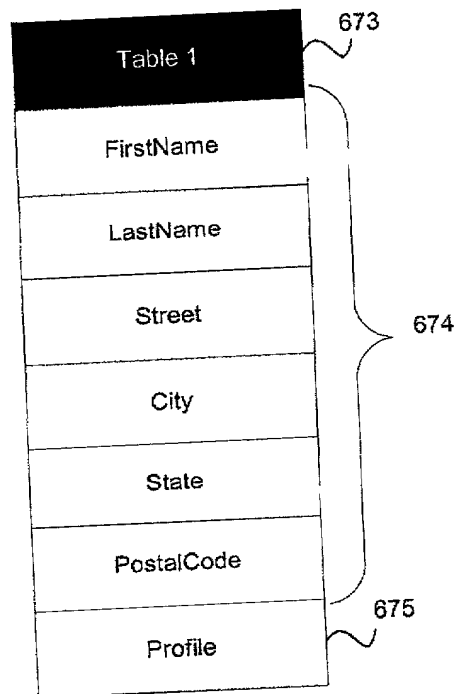 673
Table 1
FirstName
LastName
Street
674
City
State
PostalCode
675
Profile